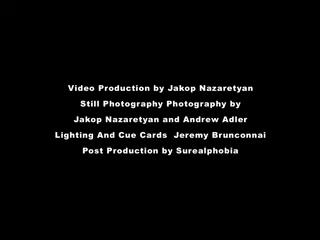 Video Production by Jakop Nazaretyan
Still Photography Photography by
Jakop Nazaretyan and Andrew Adler
Lighting And Cue Cards  Jeremy Brunconnai
Post Production by Surealphobia